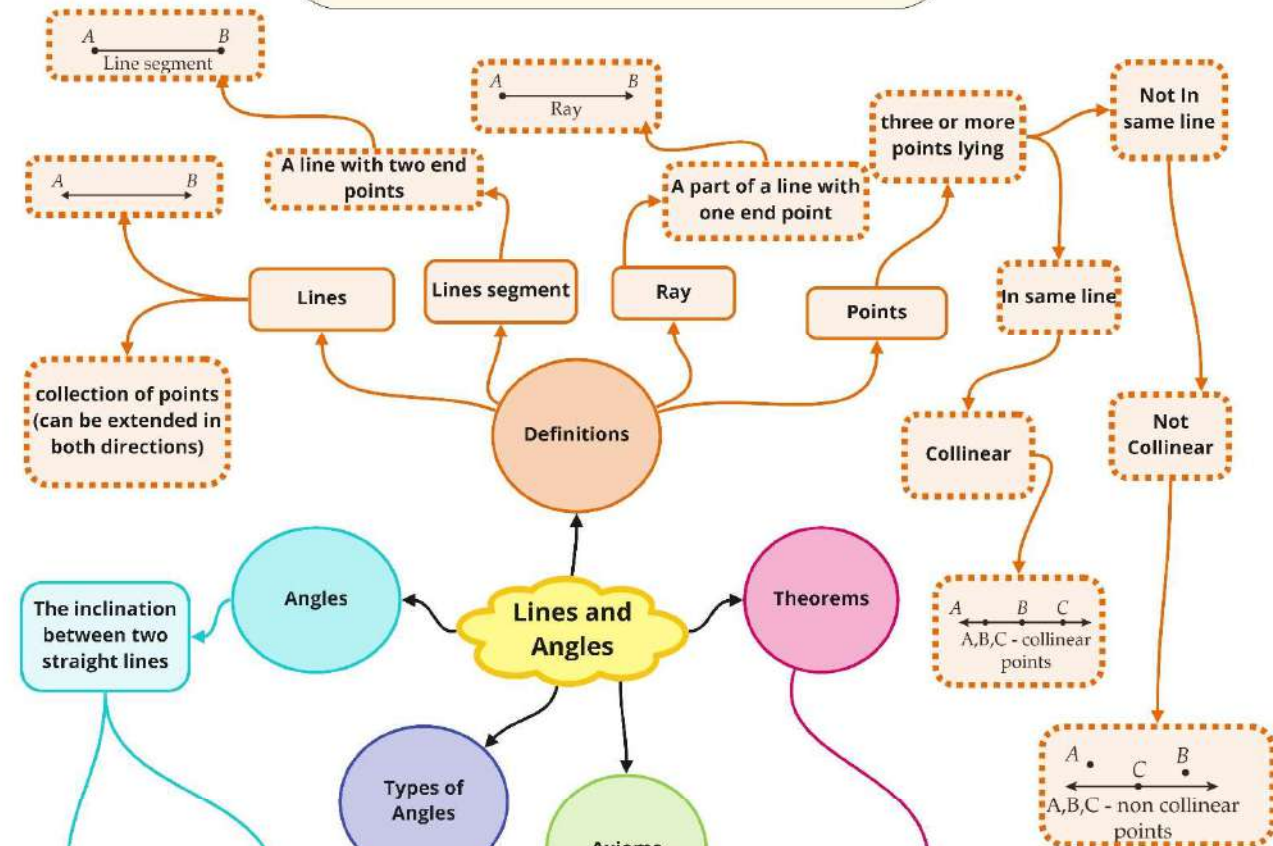 A B
Line segment
A B
Ray
Not In
same line
three or more
points lying
A line with two end
points
A B
A part of a line with
one end point
Lines
Lines segment
Ray
Points
In same line
collection of points
(can be extended in
both directions)
Definitions
Collinear
Not
Collinear
Angles
Lines and
Angles
Theorems
The inclination
between two
straight lines
A B C
A,B,C - collinear
points
Types of
Angles
A B
C
A,B,C - non collinear
points
Axioms